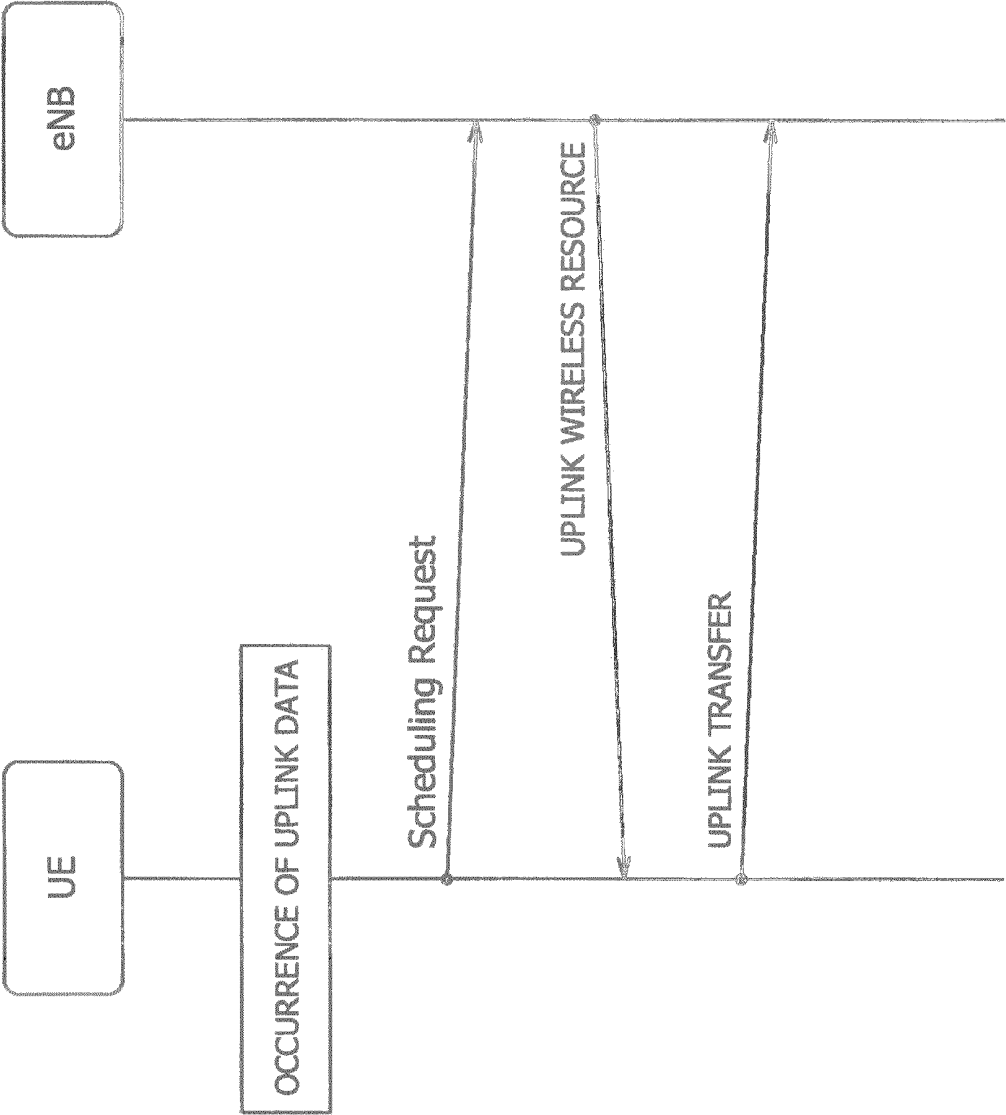 UE
eNB
OCCURRENCE OF UPLINK DATA
Scheduling Request
UPLINK WIRELESS RESOURCE
UPLINK TRANSFER